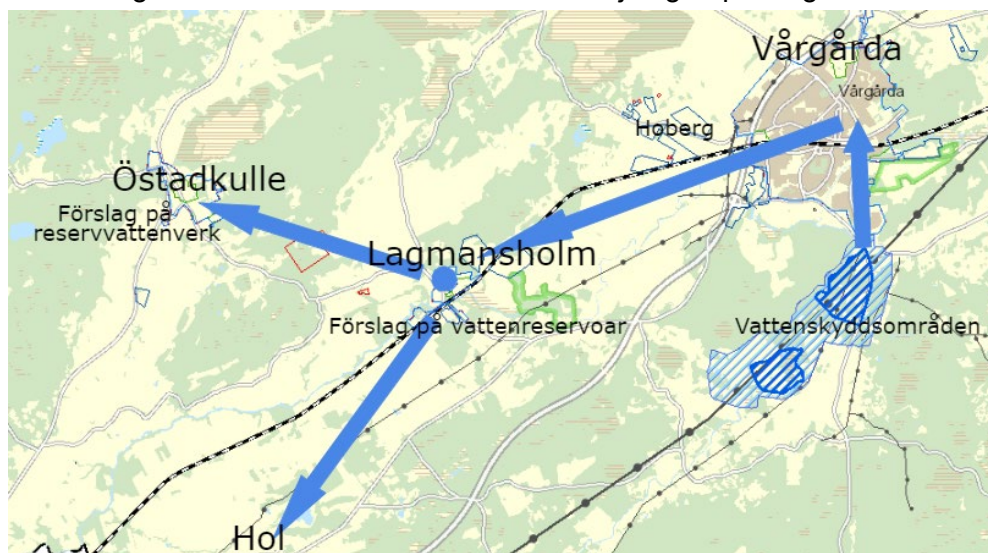 Vårgårda
Vårgårda
Hoberg
Östadkulle
Förslag på
reservvattenverk
Lagmansholm
Förslag på vattenreservoar
Vattenskyddsområden
Hol